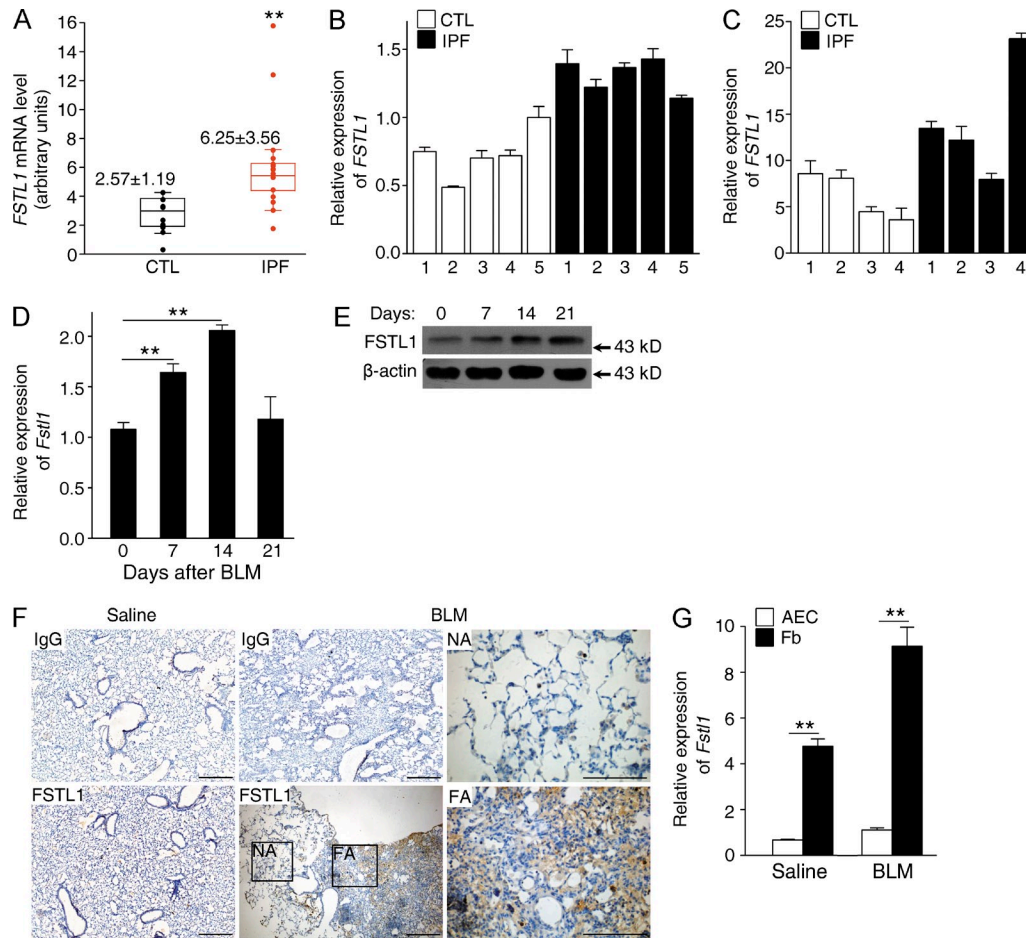 A
FSTL1 mRNA level
(arbitrary units)
16
14
12
10
8
6
4
2
0
2.57±1.19
6.25±3.56
**
CTL
IPF
B
CTL
IPF
Relative expression
of FSTL1
1.5
1.0
0.5
0.0
1 2 3 4 5 1 2 3 4 5
C
CTL
IPF
Relative expression
of FSTL1
25
20
15
10
5
0
1 2 3 4 1 2 3 4
D
Relative expression
of Fstl1
2.0
1.5
1.0
0.5
0.0
**
**
0 7 14 21
Days after BLM
E
Days: 0 7 14 21
FSTL1
43 kD
β-actin
43 kD
F
Saline
BLM
IgG
IgG
NA
FSTL1
FSTL1
NA
FA
FA
G
AEC
Fb
Relative expression
of Fstl1
10
8
6
4
2
0
**
**
Saline
BLM